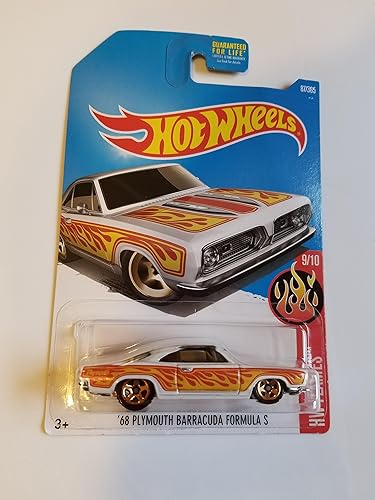 GUARANTEED
FOR LIFE
87/365
HOT WHEELS
9/10
HW FLAMES
'68 PLYMOUTH BARRACUDA FORMULA S
3+